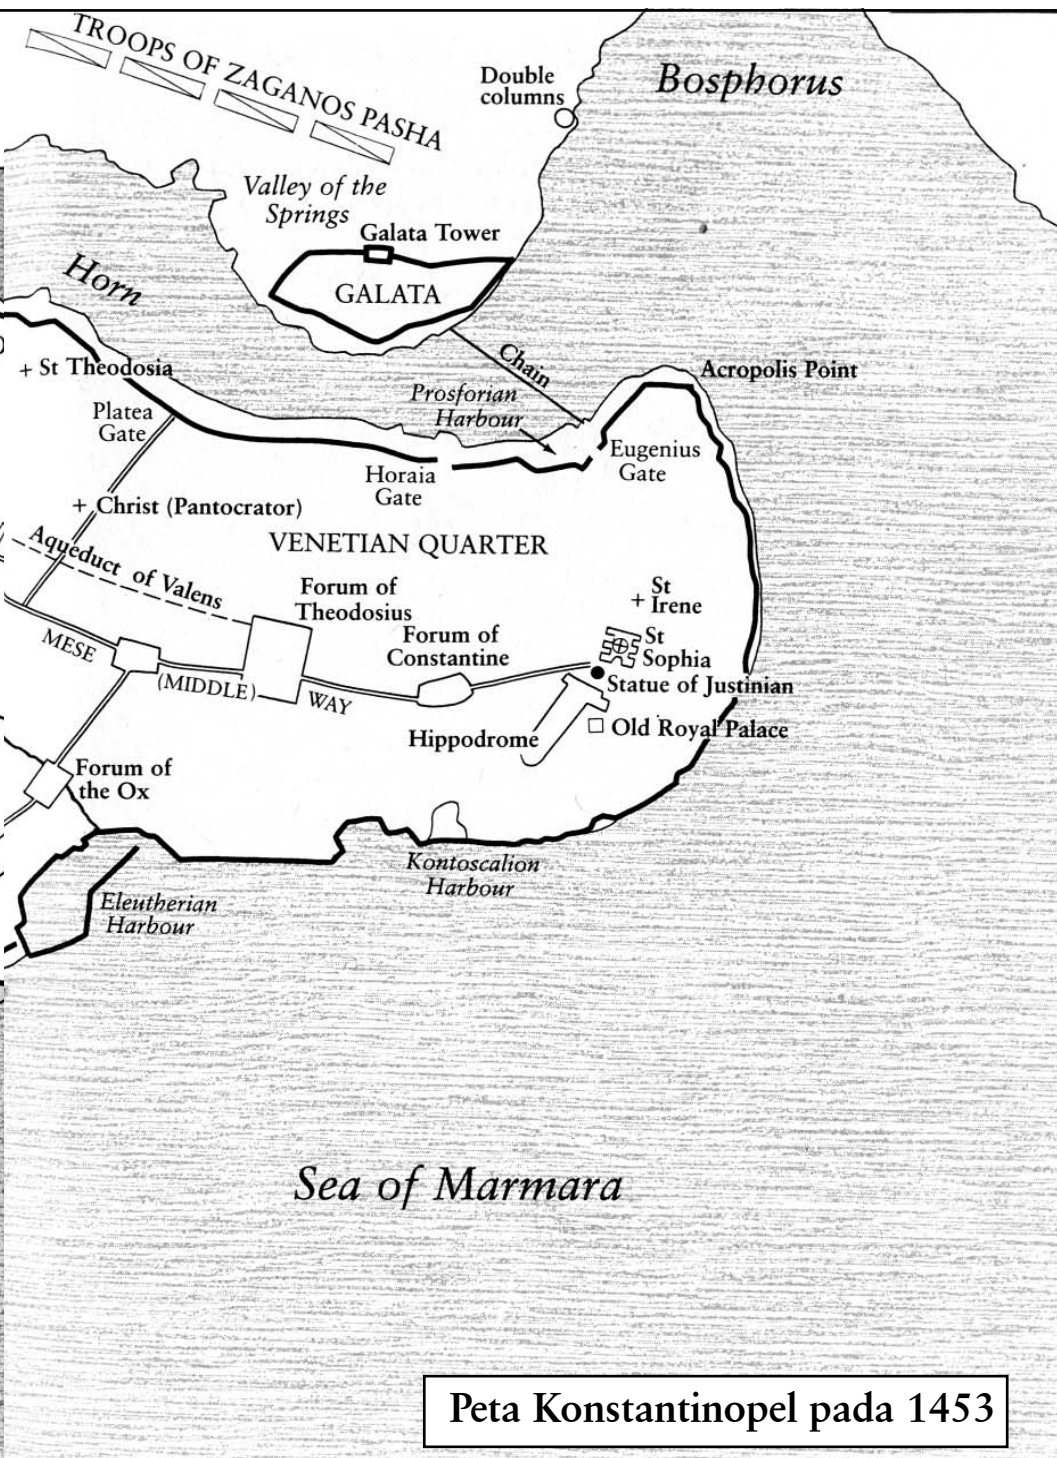 TROOPS OF ZAGANOS PASHA
Double
columns
Bosphorus
Valley of the
Springs
Galata Tower
GALATA
Horn
Chain
Acropolis Point
+ St Theodosia
Prosforian
Harbour
Platea
Gate
Eugenius
Gate
Horaia
Gate
+ Christ (Pantocrator)
VENETIAN QUARTER
Aqueduct of Valens
Forum of
Theodosius
St
+ Irene
Forum of
Constantine
St
Sophia
MESE
(MIDDLE)
WAY
Statue of Justinian
Old Royal Palace
Hippodrome
Forum of
the Ox
Kontoscalion
Harbour
Eleutherian
Harbour
Sea of Marmara
Peta Konstantinopel pada 1453